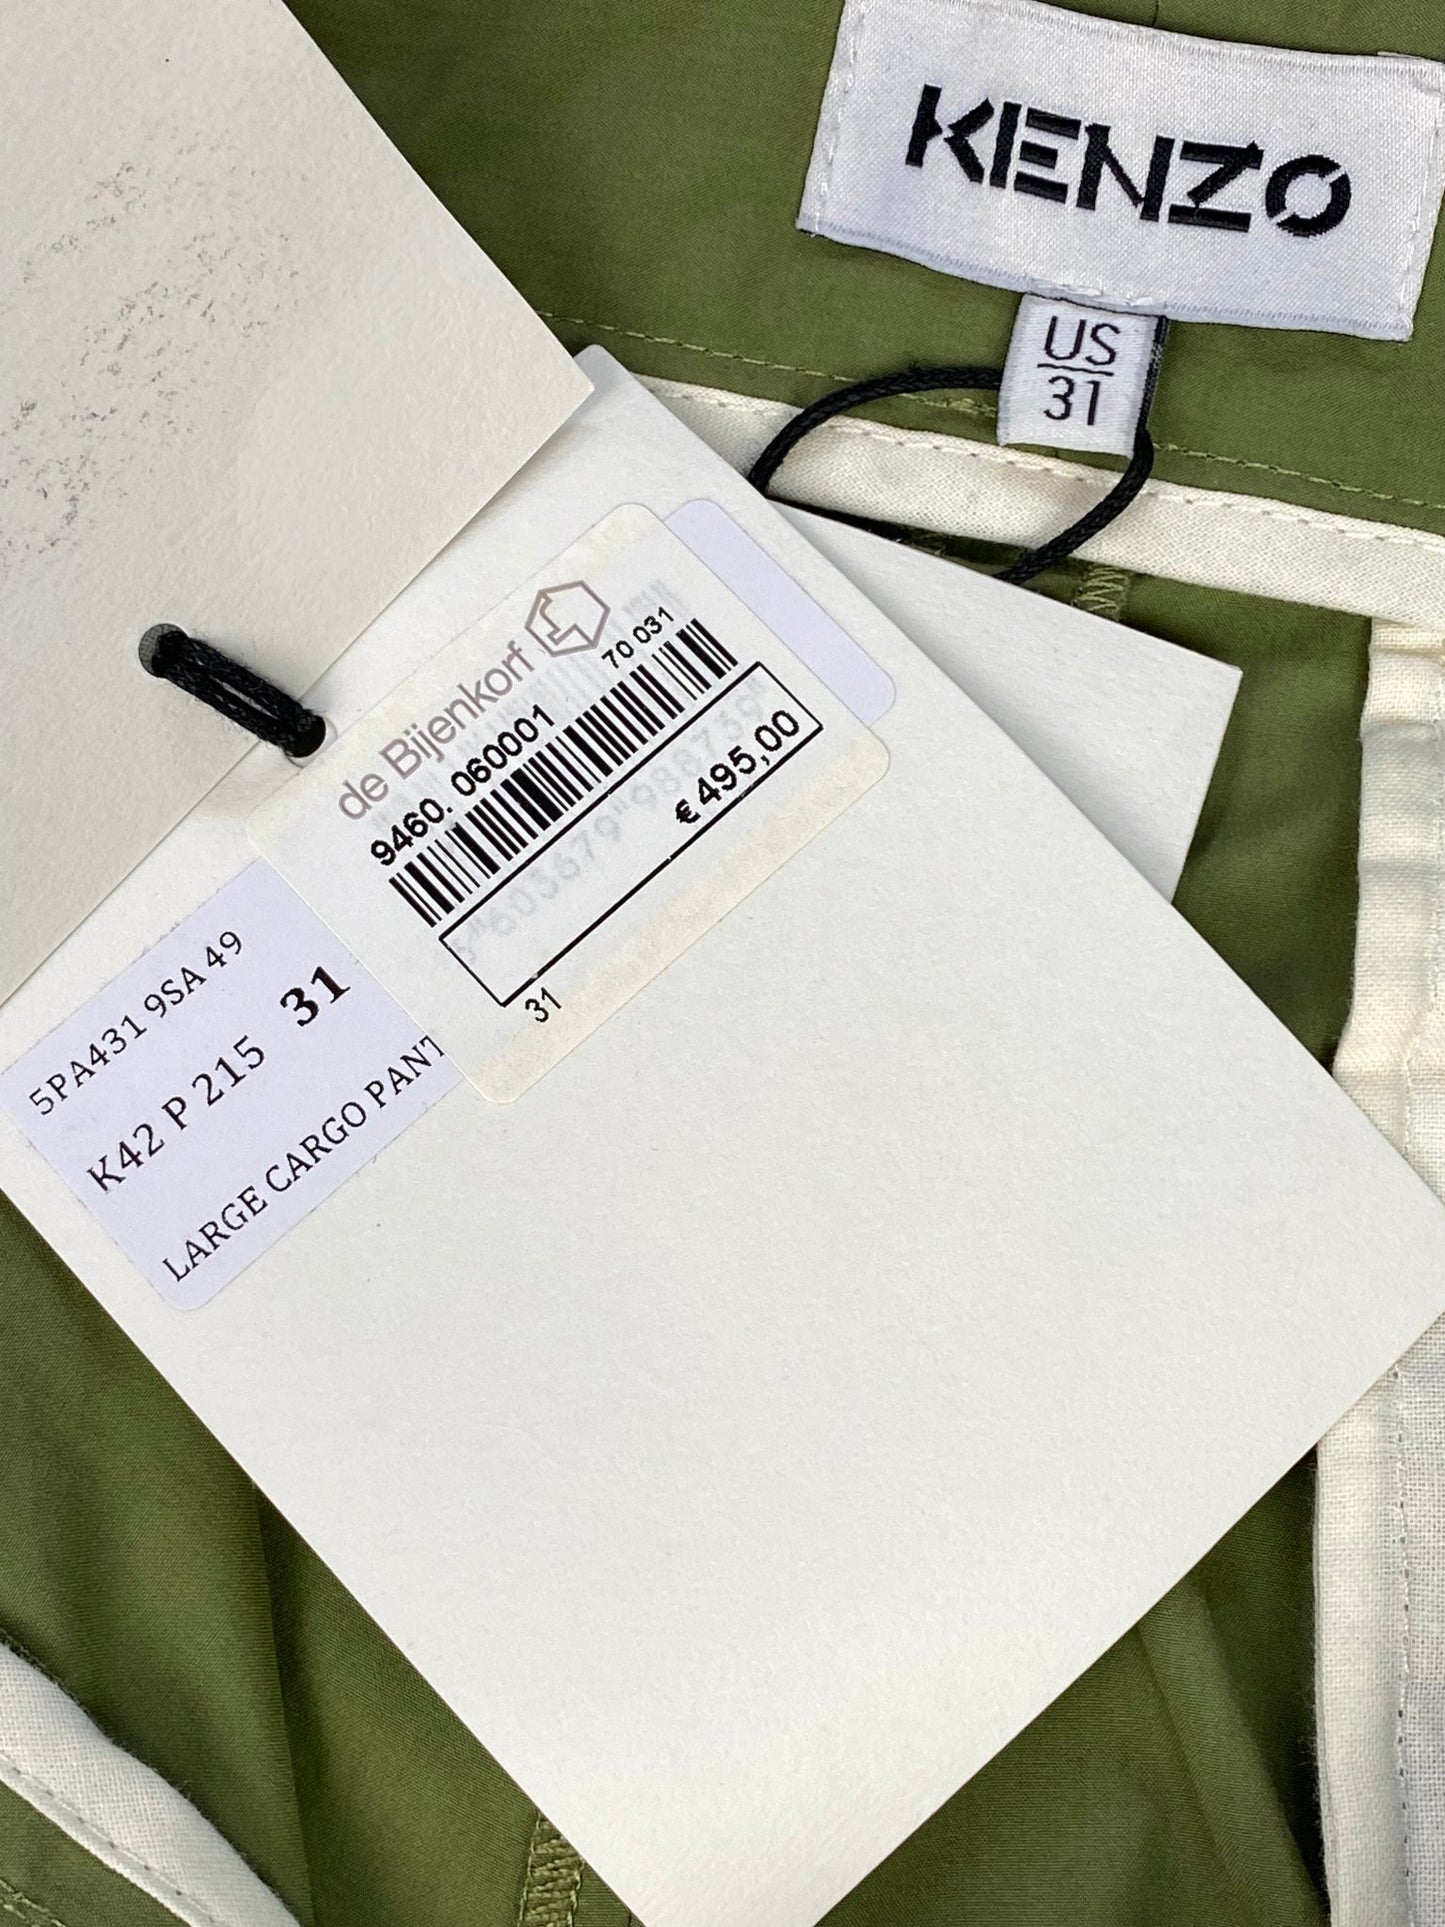 KENZO
US
31
de Bijenkorf
70 031
9460. 060001
€ 495,00
31
5PA431 9SA 49
K42 P 215 31
LARGE CARGO PANT